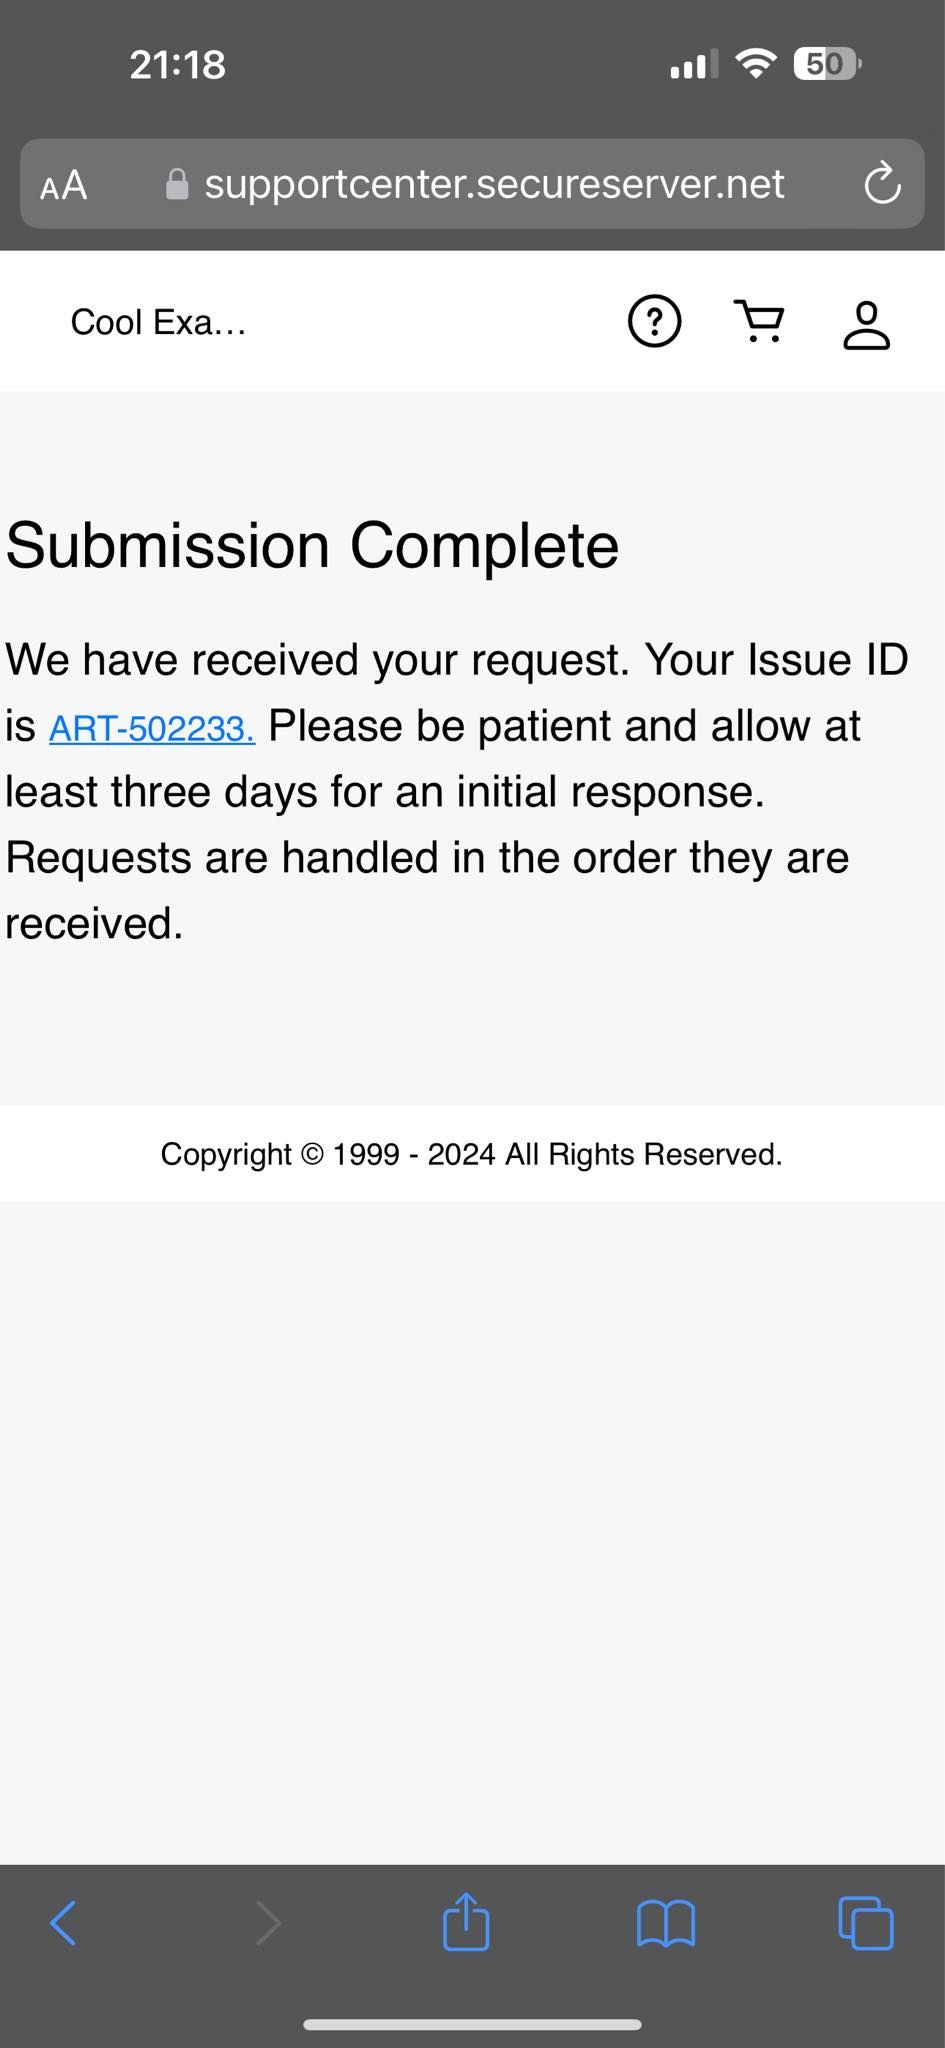 21:18
50
AA
supportcenter.secureserver.net
Cool Exa...
Submission Complete
We have received your request. Your Issue ID
is ART-502233. Please be patient and allow at
least three days for an initial response.
Requests are handled in the order they are
received.
Copyright © 1999 - 2024 All Rights Reserved.